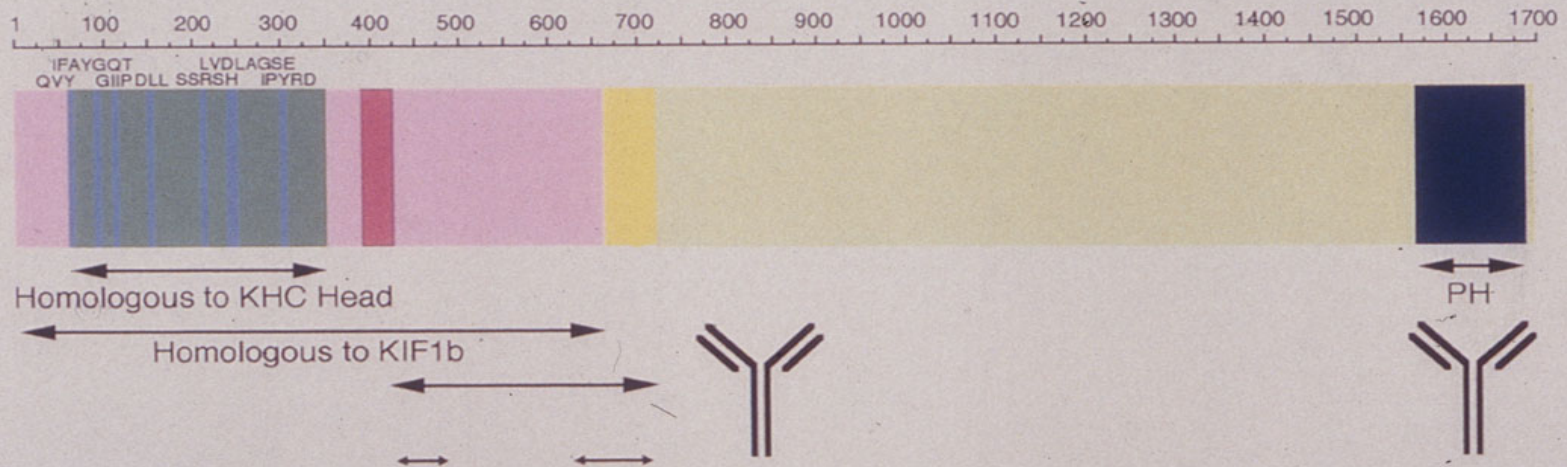 1 100 200 300 400 500 600 700 800 900 1000 1100 1200 1300 1400 1500 1600 1700
IFAYGQT LVDLAGSE
QVY GIIP DLL SSRSH IPYRD
Homologous to KHC Head
PH
Homologous to KIF1b